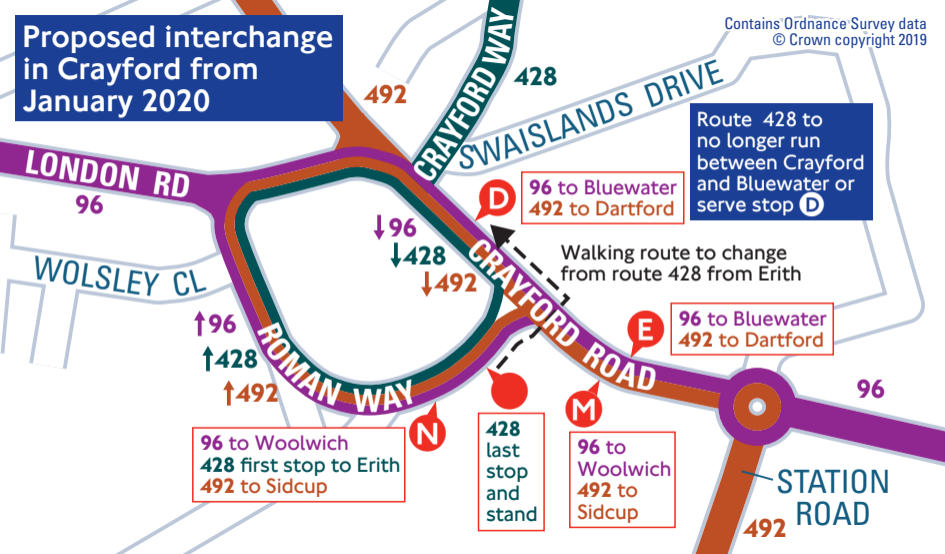 Proposed interchange
in Crayford from
January 2020
Contains Ordnance Survey data
© Crown copyright 2019
492
CRAYFORD WAY
428
SWAISLANDS DRIVE
Route 428 to
no longer run
between Crayford
and Bluewater or
serve stop D
LONDON RD
96
D
96 to Bluewater
492 to Dartford
↓96
↓428
↓492
CRAYFORD ROAD
Walking route to change
from route 428 from Erith
WOLSLEY CL
↑96
↑428
↑492
ROMAN WAY
E
96 to Bluewater
492 to Dartford
96
M
96 to
Woolwich
492 to
Sidcup
N
96 to Woolwich
428 first stop to Erith
492 to Sidcup
428
last
stop
and
stand
STATION
ROAD
492